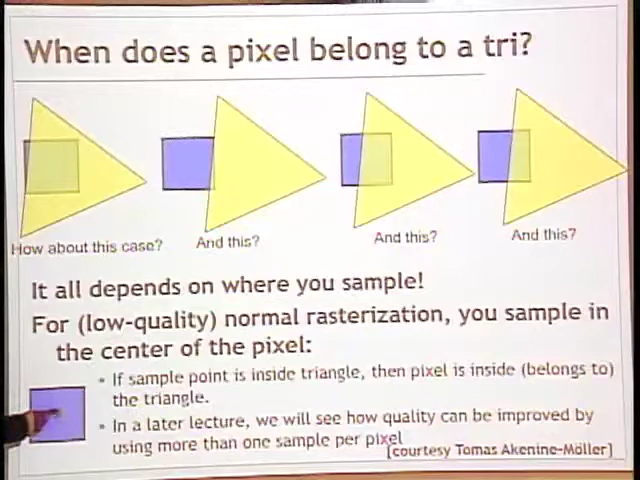 When does a pixel belong to a tri?
How about this case?
And this?
And this?
And this?
It all depends on where you sample!
For (low-quality) normal rasterization, you sample in
the center of the pixel:
If sample point is inside triangle, then pixel is inside (belongs to)
the triangle.
In a later lecture, we will see how quality can be improved by
using more than one sample per pixel
[courtesy Tomas Akenine-Möller]